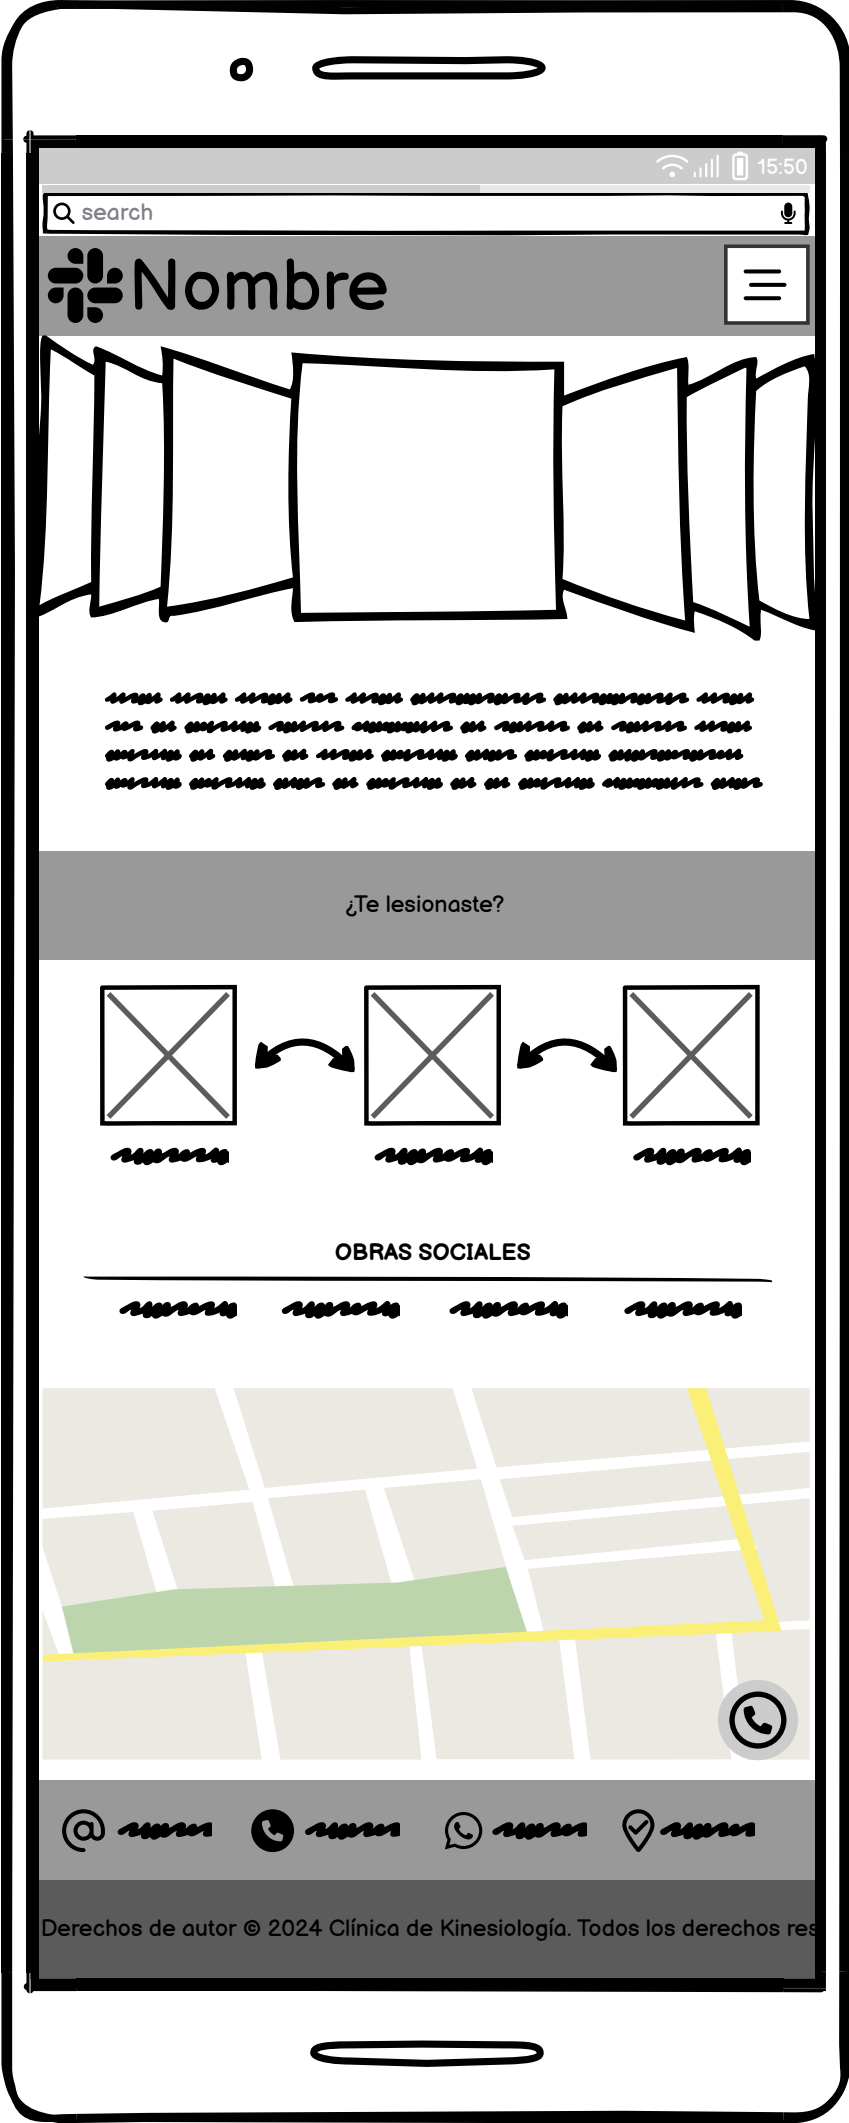 15:50
search
Nombre
¿Te lesionaste?
OBRAS SOCIALES
Derechos de autor © 2024 Clínica de Kinesiología. Todos los derechos res